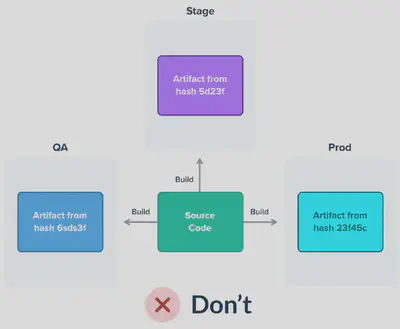 Stage
Artifact from
hash 5d23f
QA
Prod
Build
Artifact from
hash 6sds3f
Build
Source
Code
Build
Artifact from
hash 23f45c
Don't